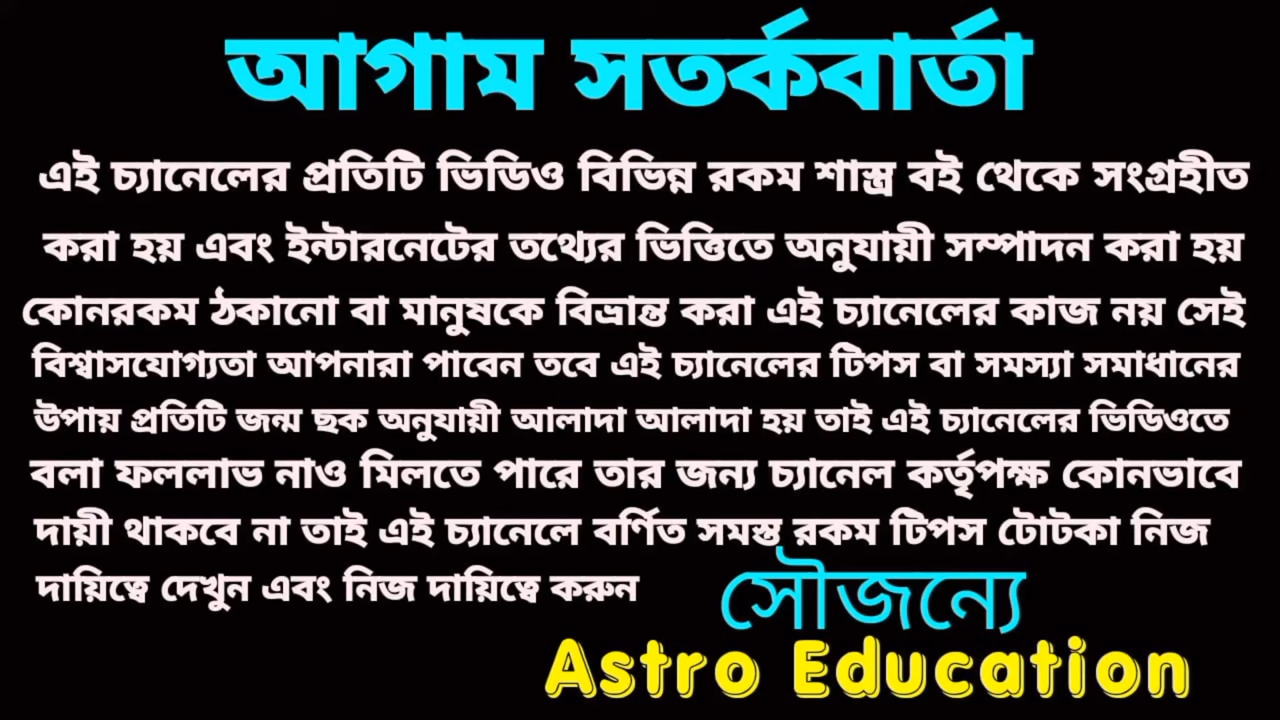 আগাম সতর্কবার্তা
এই চ্যানেলের প্রতিটি ভিডিও বিভিন্ন রকম শাস্ত্র বই থেকে সংগ্রহীত
করা হয় এবং ইন্টারনেটের তথ্যের ভিত্তিতে অনুযায়ী সম্পাদন করা হয়
কোনরকম ঠকানো বা মানুষকে বিভ্রান্ত করা এই চ্যানেলের কাজ নয় সেই
বিশ্বাসযোগ্যতা আপনারা পাবেন তবে এই চ্যানেলের টিপস বা সমস্যা সমাধানের
উপায় প্রতিটি জন্ম ছক অনুযায়ী আলাদা আলাদা হয় তাই এই চ্যানেলের ভিডিওতে
বলা ফললাভ নাও মিলতে পারে তার জন্য চ্যানেল কর্তৃপক্ষ কোনভাবে
দায়ী থাকবে না তাই এই চ্যানেলে বর্ণিত সমস্ত রকম টিপস টোটকা নিজ
দায়িত্বে দেখুন এবং নিজ দায়িত্বে করুন
সৌজন্যে
Astro Education